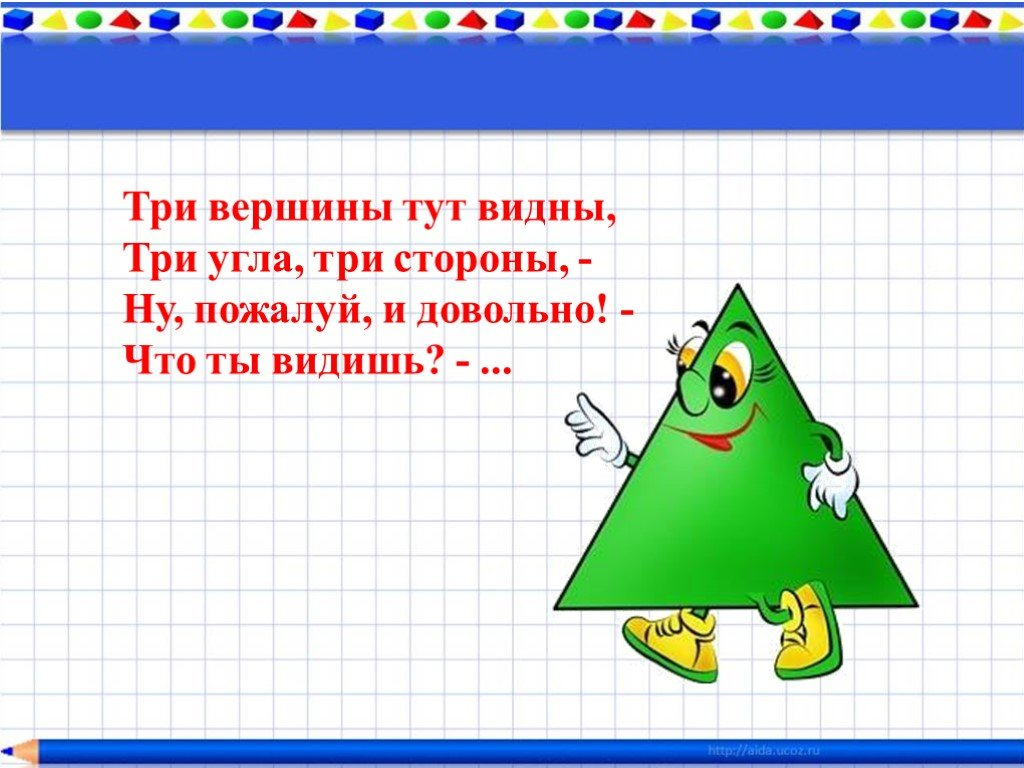 Три вершины тут видны,
Три угла, три стороны, -
Ну, пожалуй, и довольно! -
Что ты видишь? - ...
http://aida.ucoz.ru